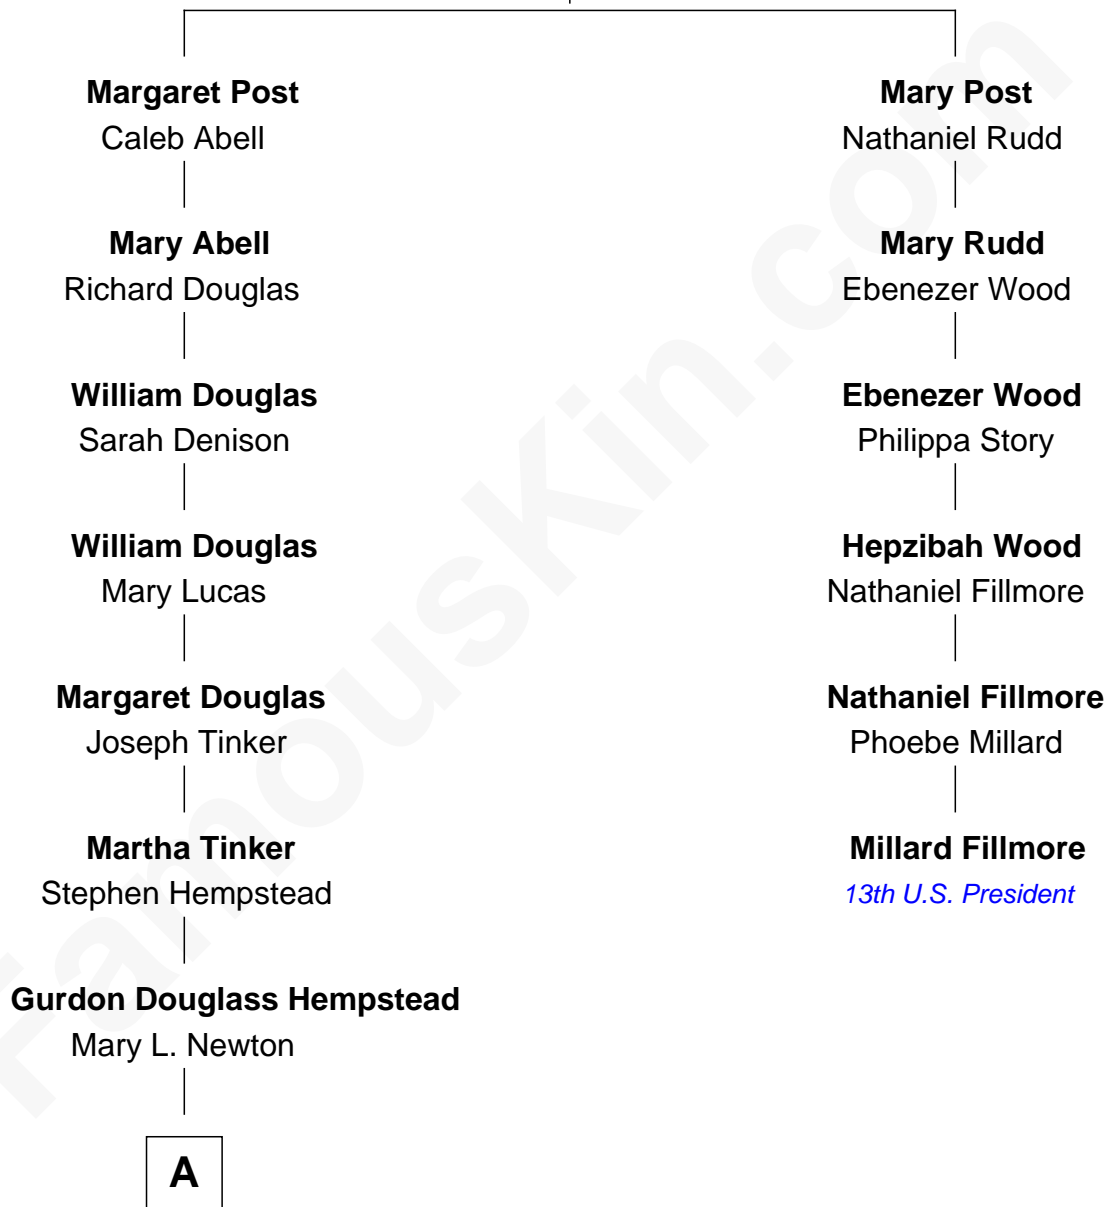 Margaret Post
Caleb Abell
Mary Abell
Richard Douglas
William Douglas
Sarah Denison
William Douglas
Mary Lucas
Margaret Douglas
Joseph Tinker
Martha Tinker
Stephen Hempstead
Gurdon Douglass Hempstead
Mary L. Newton
A
Mary Post
Nathaniel Rudd
Mary Rudd
Ebenezer Wood
Ebenezer Wood
Philippa Story
Hepzibah Wood
Nathaniel Fillmore
Nathaniel Fillmore
Phoebe Millard
Millard Fillmore
13th U.S. President
FamousKin.com